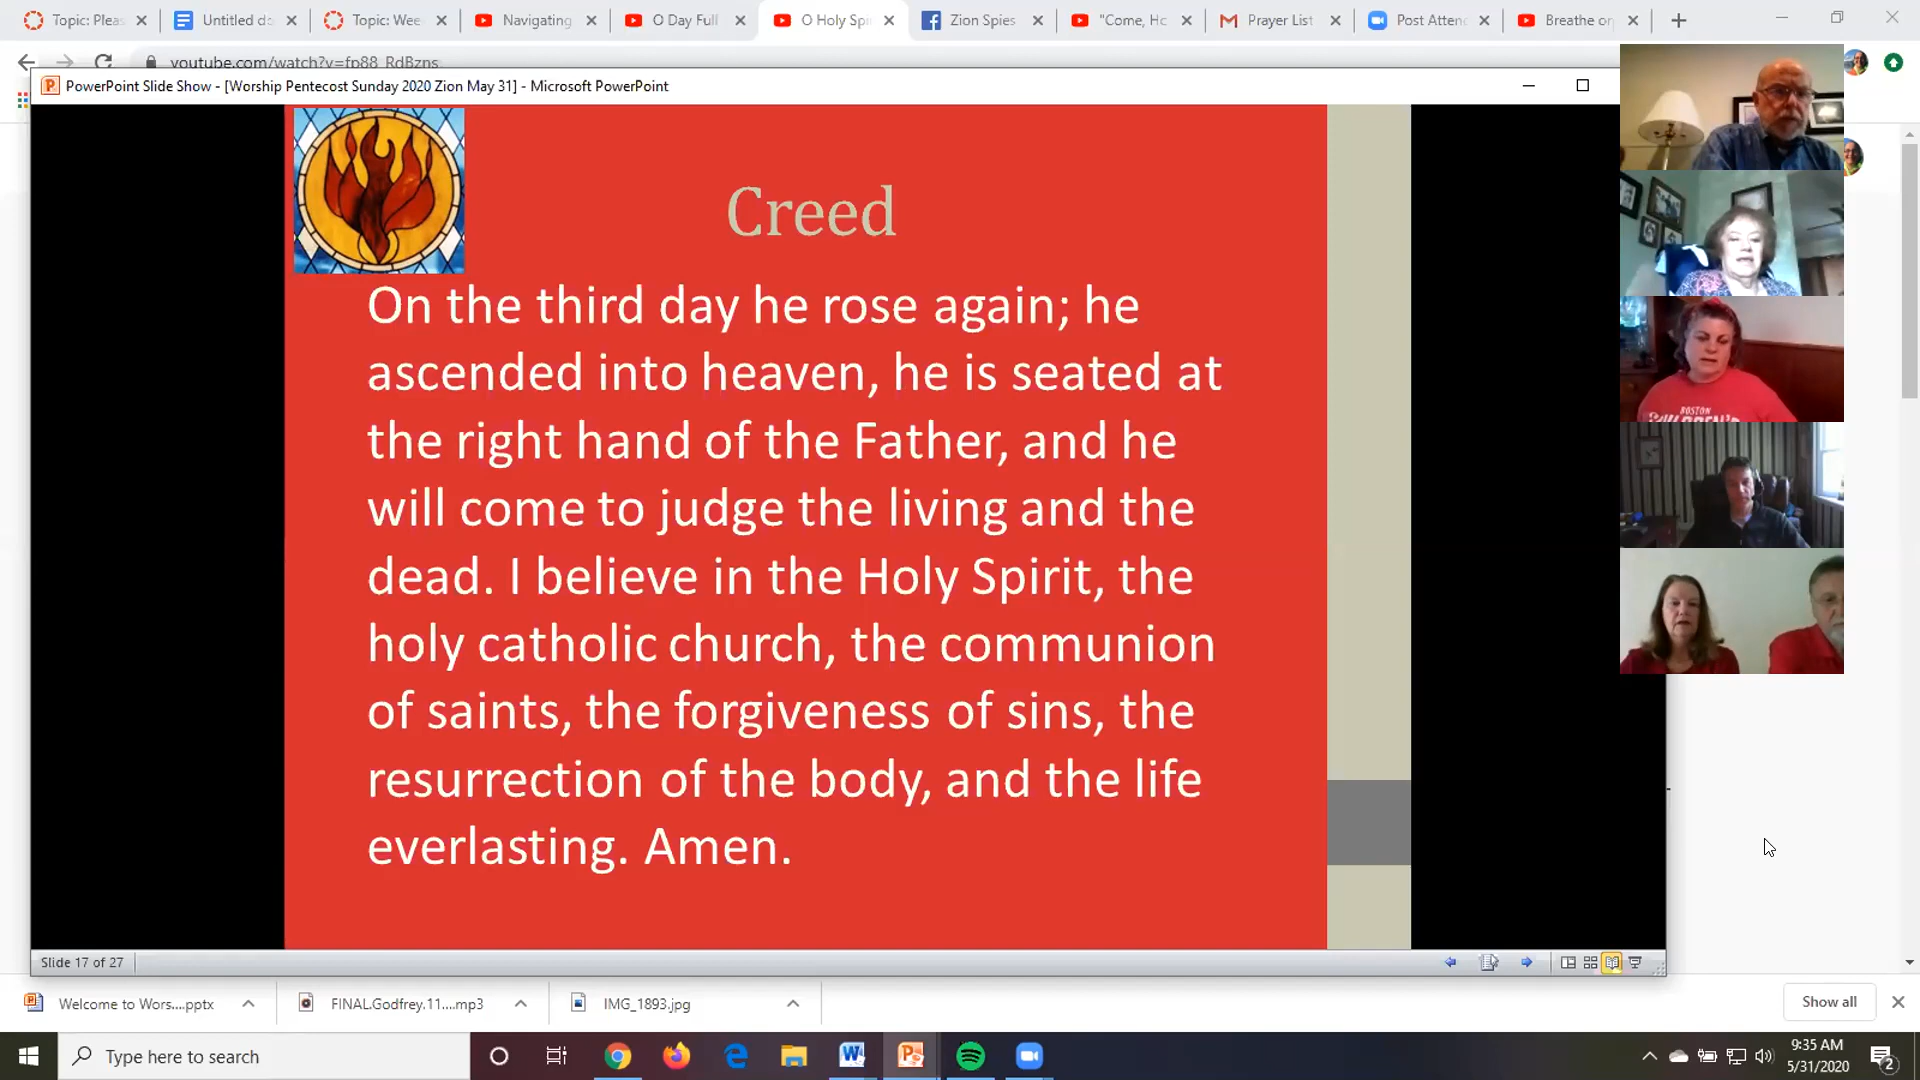 Topic: Pleas
Untitled do
Topic: Wee
Navigating
O Day Full
O Holy Spi
Zion Spies
"Come, Ho
Prayer List
Post Atten
Breathe or
youtube.com/watch?v=fp88_RdBzns
PowerPoint Slide Show - [Worship Pentecost Sunday 2020 Zion May 31] - Microsoft PowerPoint
Creed
On the third day he rose again; he
ascended into heaven, he is seated at
the right hand of the Father, and he
will come to judge the living and the
dead. I believe in the Holy Spirit, the
holy catholic church, the communion
of saints, the forgiveness of sins, the
resurrection of the body, and the life
everlasting. Amen.
BOSTON
CHILDREN'S
Slide 17 of 27
Welcome to Wors....pptx
FINAL.Godfrey.11....mp3
IMG_1893.jpg
Show all
Type here to search
9:35 AM
5/31/2020
2